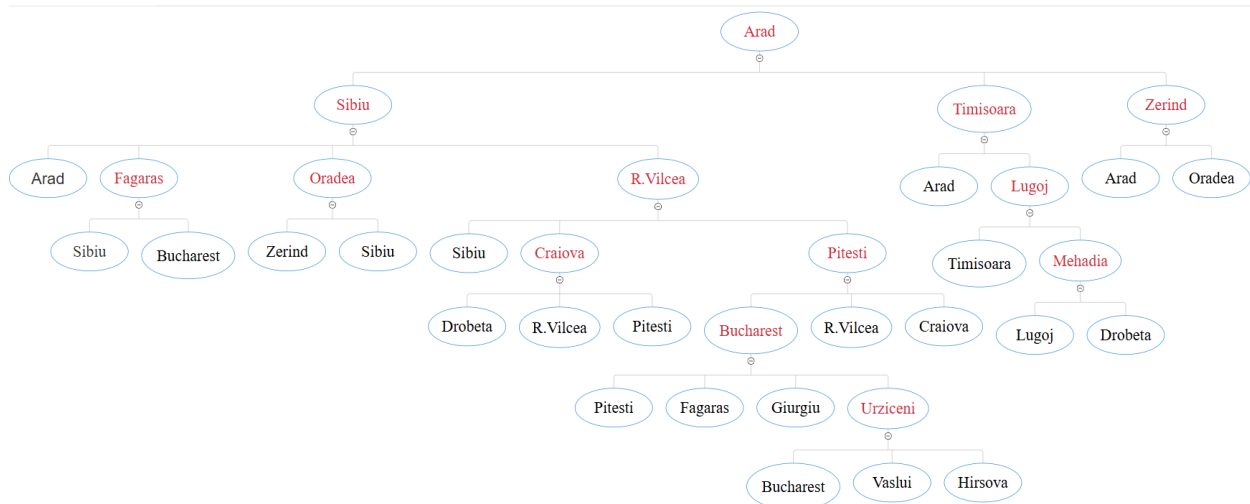 Arad
Sibiu
Timisoara
Zerind
Arad
Fagaras
Oradea
R.Vilcea
Arad
Lugoj
Arad
Oradea
Sibiu
Bucharest
Zerind
Sibiu
Sibiu
Craiova
Pitesti
Timisoara
Mehadia
Drobeta
R.Vilcea
Pitesti
Bucharest
R.Vilcea
Craiova
Lugoj
Drobeta
Pitesti
Fagaras
Giurgiu
Urziceni
Bucharest
Vaslui
Hirsova